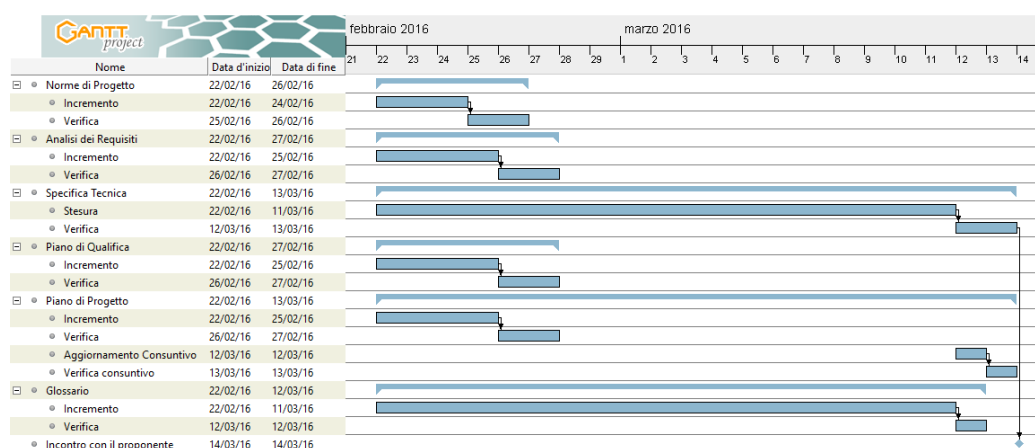 GANTT
project
febbraio 2016 marzo 2016
Nome Data d'inizio Data di fine
21 22 23 24 25 26 27 28 29 1 2 3 4 5 6 7 8 9 10 11 12 13 14
Norme di Progetto 22/02/16 26/02/16
Incremento 22/02/16 24/02/16
Verifica 25/02/16 26/02/16
Analisi dei Requisiti 22/02/16 27/02/16
Incremento 22/02/16 25/02/16
Verifica 26/02/16 27/02/16
Specifica Tecnica 22/02/16 13/03/16
Stesura 22/02/16 11/03/16
Verifica 12/03/16 13/03/16
Piano di Qualifica 22/02/16 27/02/16
Incremento 22/02/16 25/02/16
Verifica 26/02/16 27/02/16
Piano di Progetto 22/02/16 13/03/16
Incremento 22/02/16 25/02/16
Verifica 26/02/16 27/02/16
Aggiornamento Consuntivo 12/03/16 12/03/16
Verifica consuntivo 13/03/16 13/03/16
Glossario 22/02/16 12/03/16
Incremento 22/02/16 11/03/16
Verifica 12/03/16 12/03/16
Incontro con il proponente 14/03/16 14/03/16